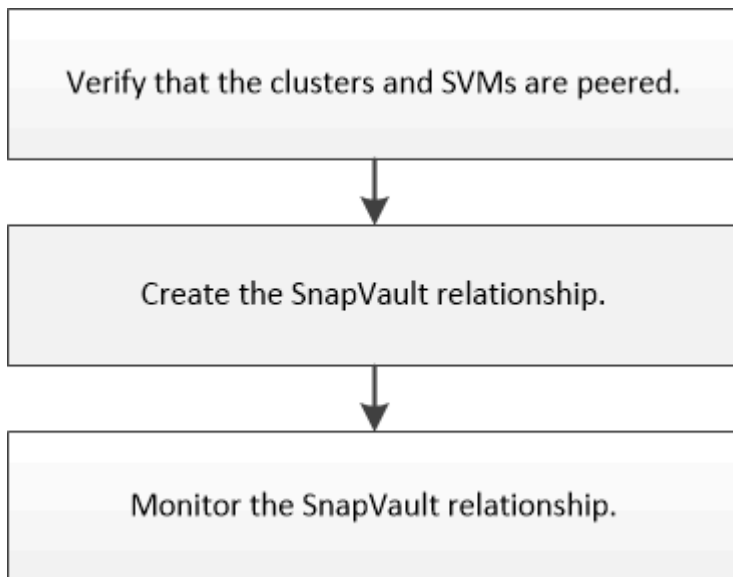 Verify that the clusters and SVMs are peered.
Create the SnapVault relationship.
Monitor the SnapVault relationship.